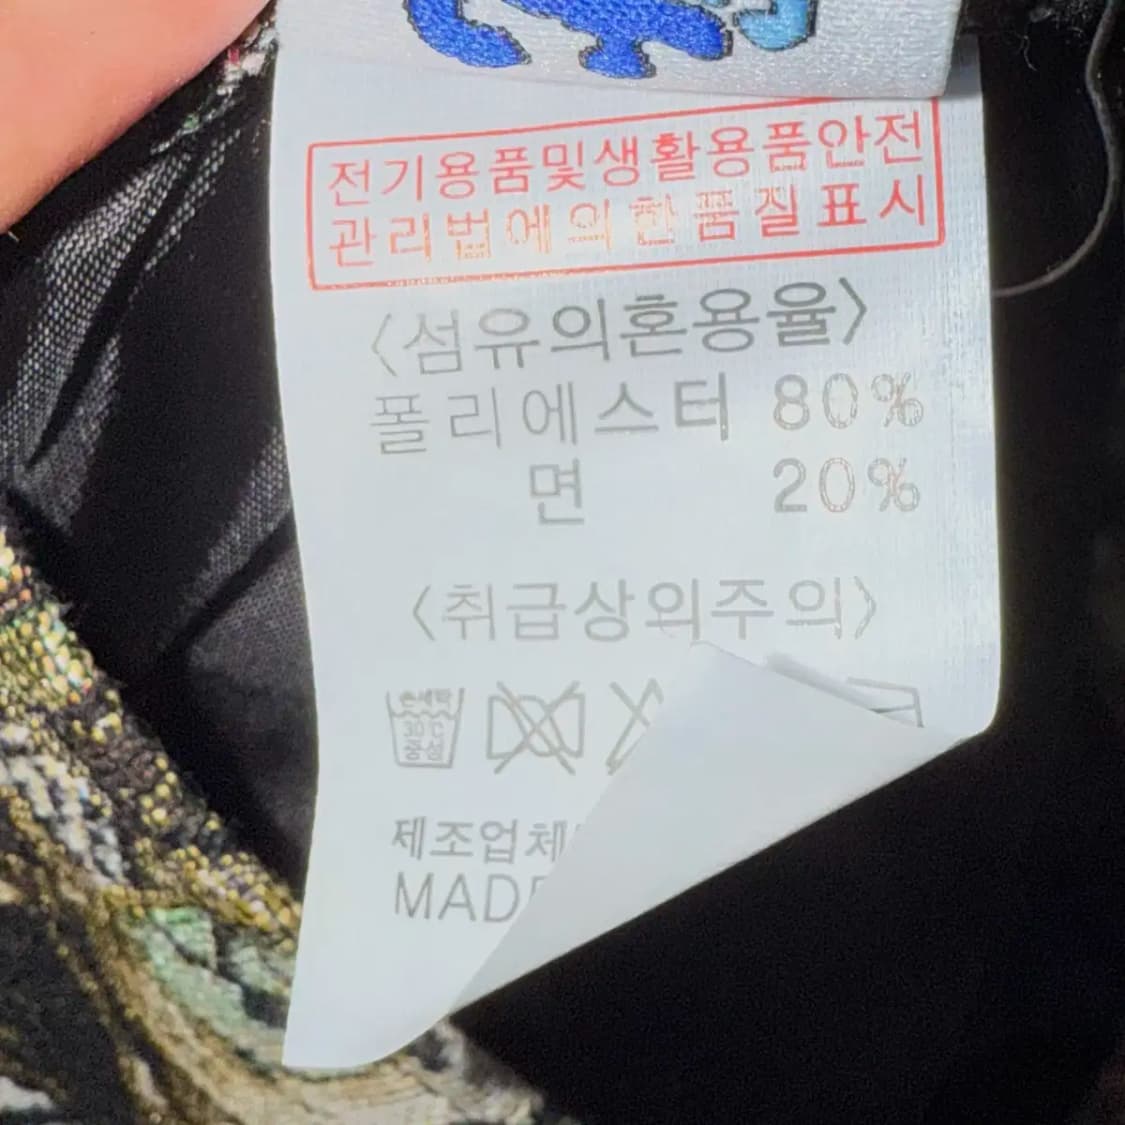 전기용품및생활용품안전
관리법에의한품질표시
〈섬유의혼용율〉
폴리에스터 80%
면 20%
〈취급상의주의〉
손세탁
30℃
중성
제조업체
MADE